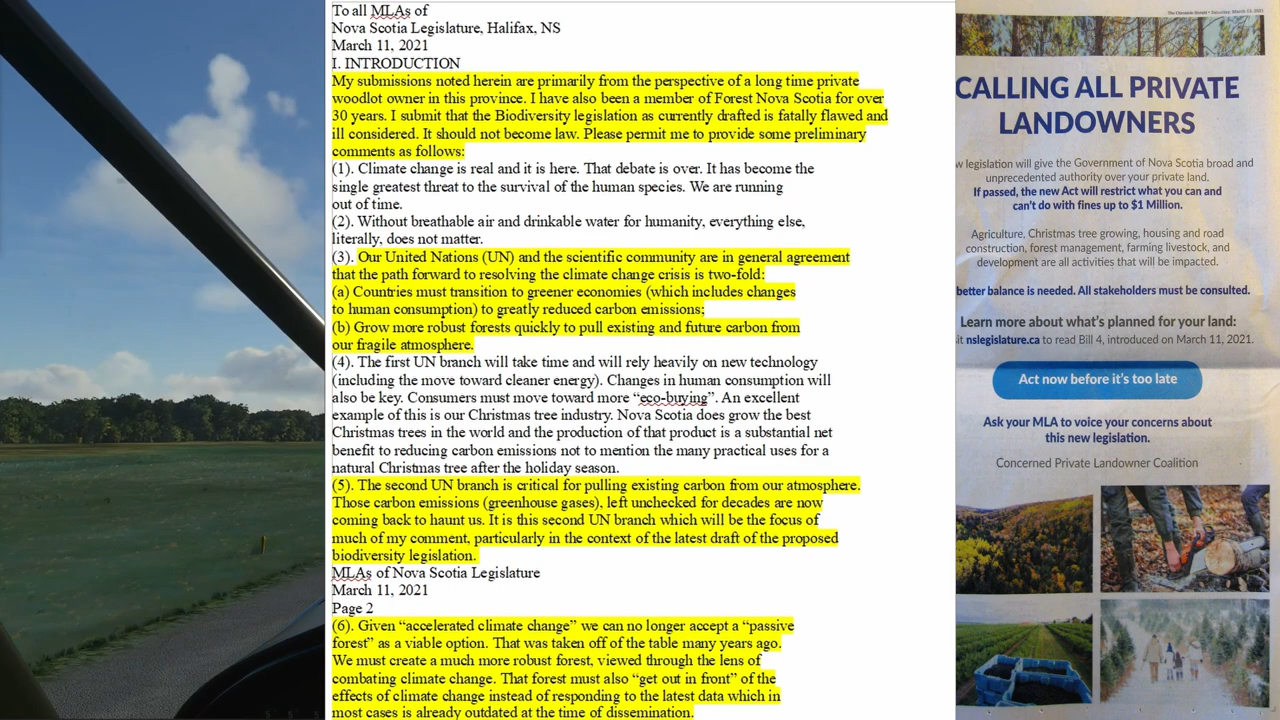 To all MLAs of
Nova Scotia Legislature, Halifax, NS
March 11, 2021
I. INTRODUCTION
My submissions noted herein are primarily from the perspective of a long time private
woodlot owner in this province. I have also been a member of Forest Nova Scotia for over
30 years. I submit that the Biodiversity legislation as currently drafted is fatally flawed and
ill considered. It should not become law. Please permit me to provide some preliminary
comments as follows:
(1). Climate change is real and it is here. That debate is over. It has become the
single greatest threat to the survival of the human species. We are running
out of time.
(2). Without breathable air and drinkable water for humanity, everything else,
literally, does not matter.
(3). Our United Nations (UN) and the scientific community are in general agreement
that the path forward to resolving the climate change crisis is two-fold:
(a) Countries must transition to greener economies (which includes changes
to human consumption) to greatly reduced carbon emissions;
(b) Grow more robust forests quickly to pull existing and future carbon from
our fragile atmosphere.
(4). The first UN branch will take time and will rely heavily on new technology
(including the move toward cleaner energy). Changes in human consumption will
also be key. Consumers must move toward more “eco-buying”. An excellent
example of this is our Christmas tree industry. Nova Scotia does grow the best
Christmas trees in the world and the production of that product is a substantial net
benefit to reducing carbon emissions not to mention the many practical uses for a
natural Christmas tree after the holiday season.
(5). The second UN branch is critical for pulling existing carbon from our atmosphere.
Those carbon emissions (greenhouse gases), left unchecked for decades are now
coming back to haunt us. It is this second UN branch which will be the focus of
much of my comment, particularly in the context of the latest draft of the proposed
biodiversity legislation.
MLAs of Nova Scotia Legislature
March 11, 2021
Page 2
(6). Given “accelerated climate change” we can no longer accept a “passive
forest” as a viable option. That was taken off of the table many years ago.
We must create a much more robust forest, viewed through the lens of
combating climate change. That forest must also “get out in front” of the
effects of climate change instead of responding to the latest data which in
most cases is already outdated at the time of dissemination.
The Chronicle Herald • Saturday, March 13, 2021
CALLING ALL PRIVATE
LANDOWNERS
w legislation will give the Government of Nova Scotia broad and
unprecedented authority over your private land.
If passed, the new Act will restrict what you can and
can't do with fines up to $1 Million.
Agriculture, Christmas tree growing, housing and road
construction, forest management, farming livestock, and
development are all activities that will be impacted.
better balance is needed. All stakeholders must be consulted.
Learn more about what's planned for your land:
it nslegislature.ca to read Bill 4, introduced on March 11, 2021.
Act now before it's too late
Ask your MLA to voice your concerns about
this new legislation.
Concerned Private Landowner Coalition